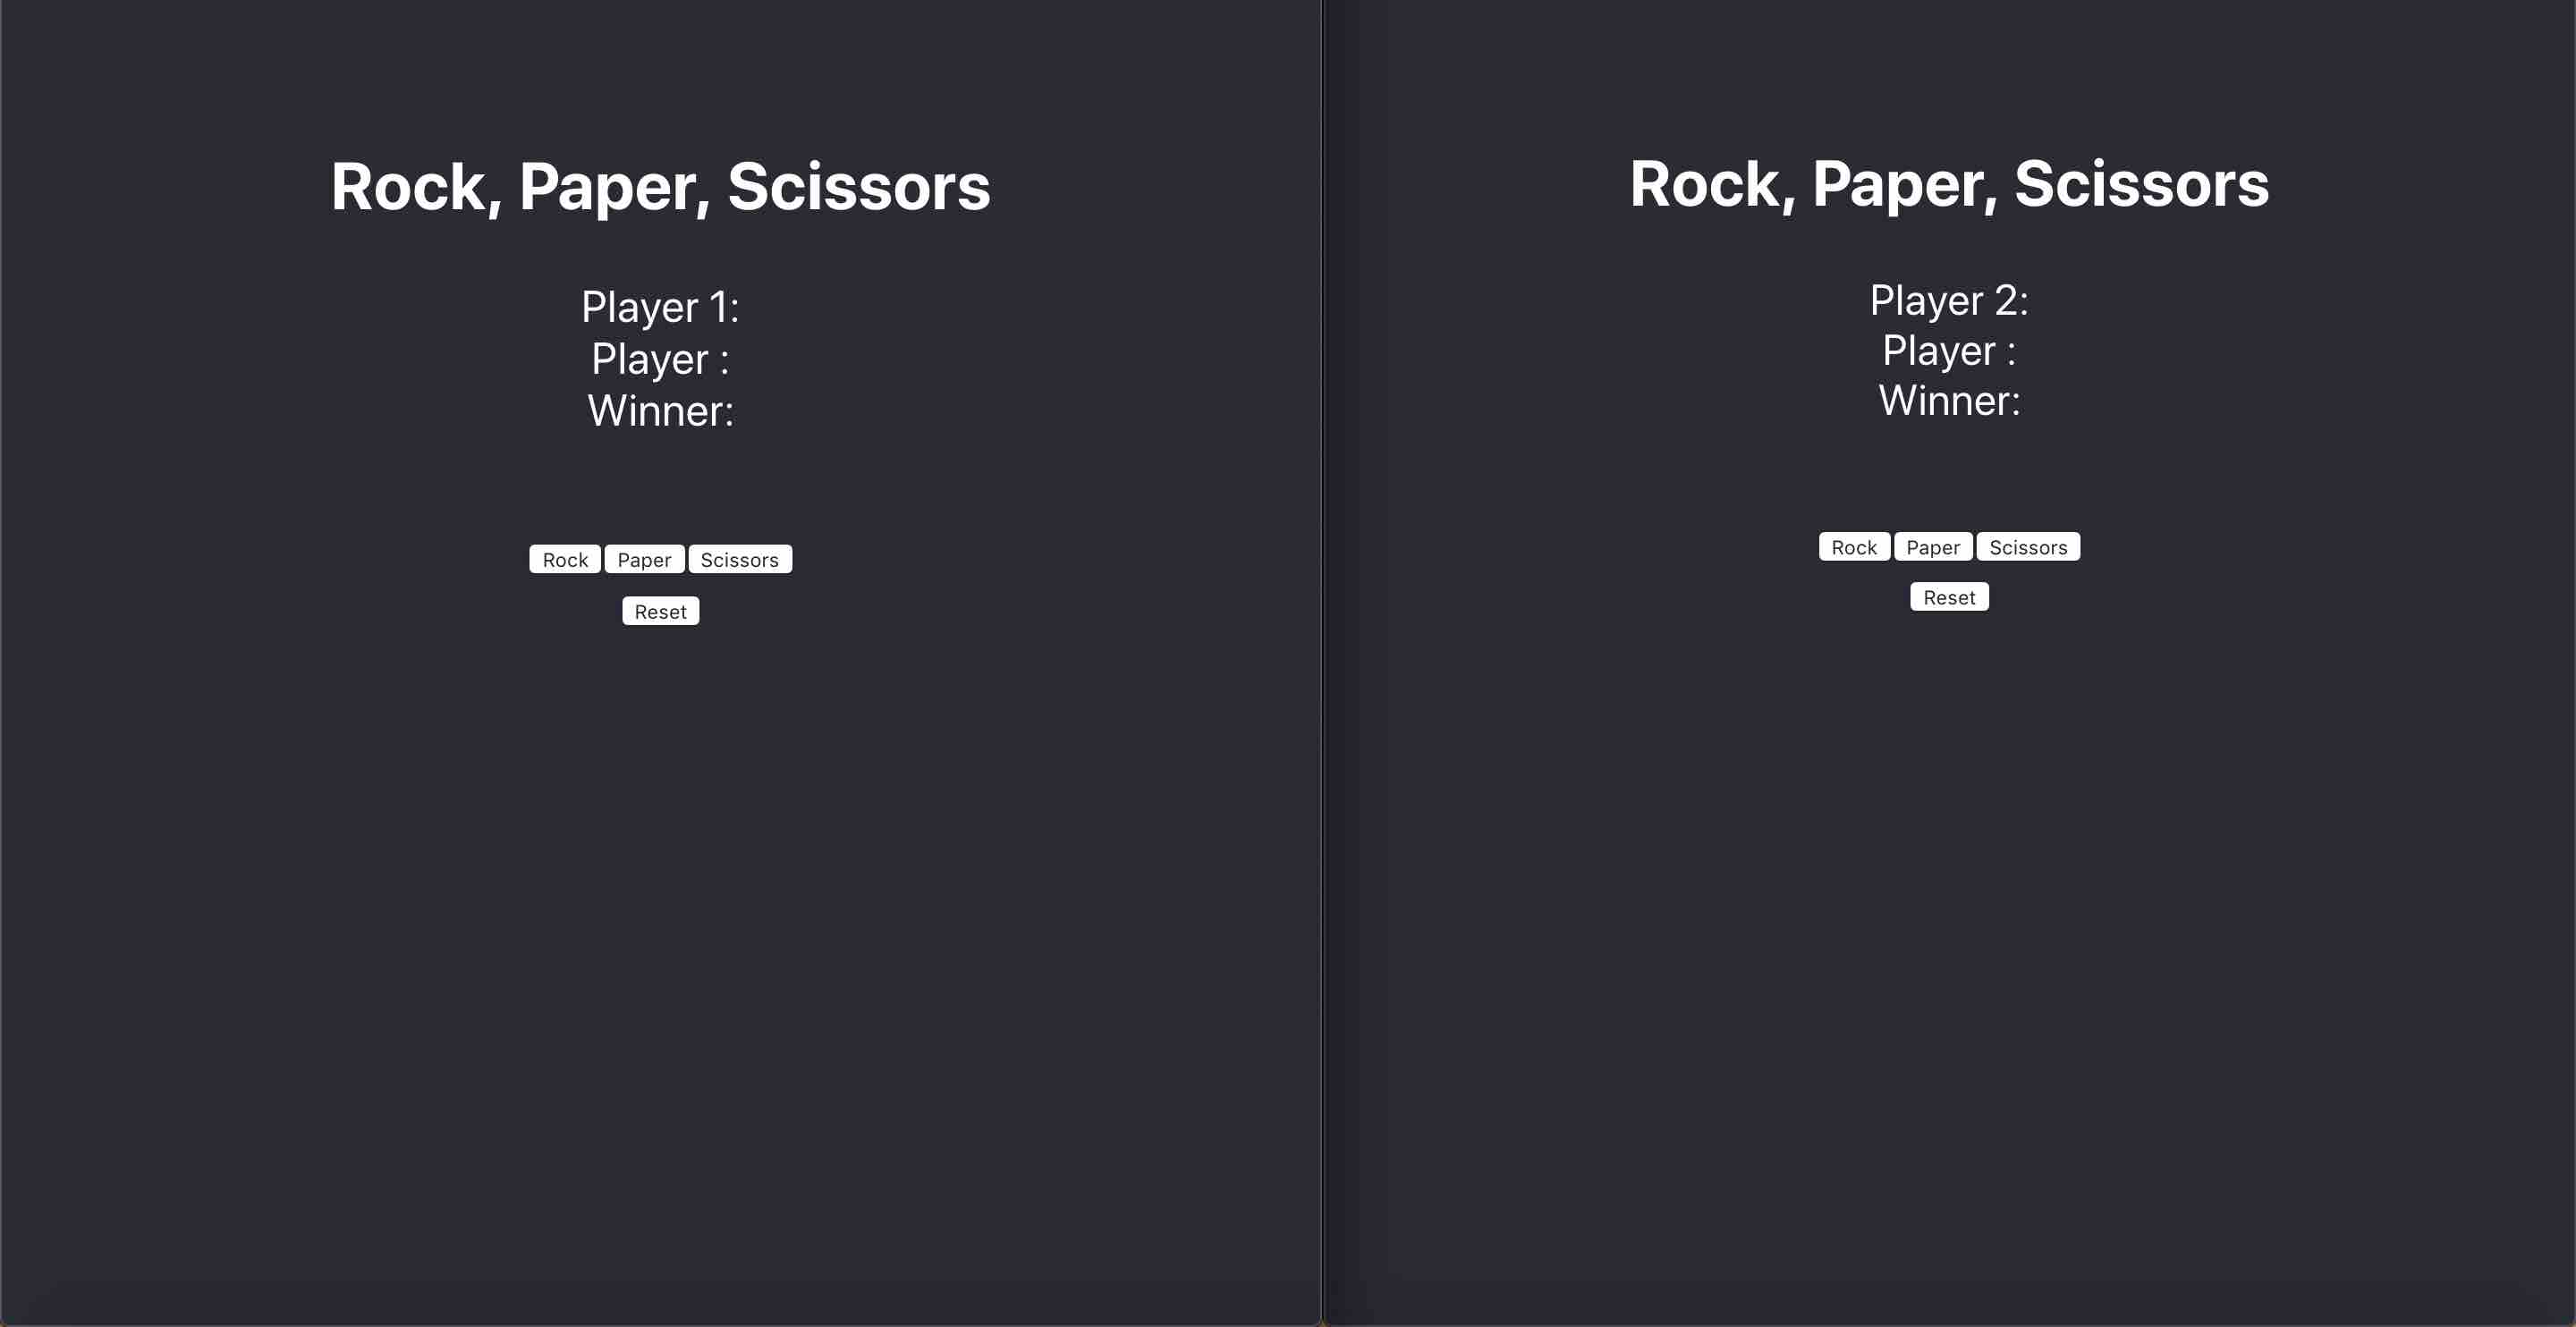 Rock, Paper, Scissors
Player 1:
Player :
Winner:
Rock Paper Scissors
Reset
Rock, Paper, Scissors
Player 2:
Player :
Winner:
Rock Paper Scissors
Reset